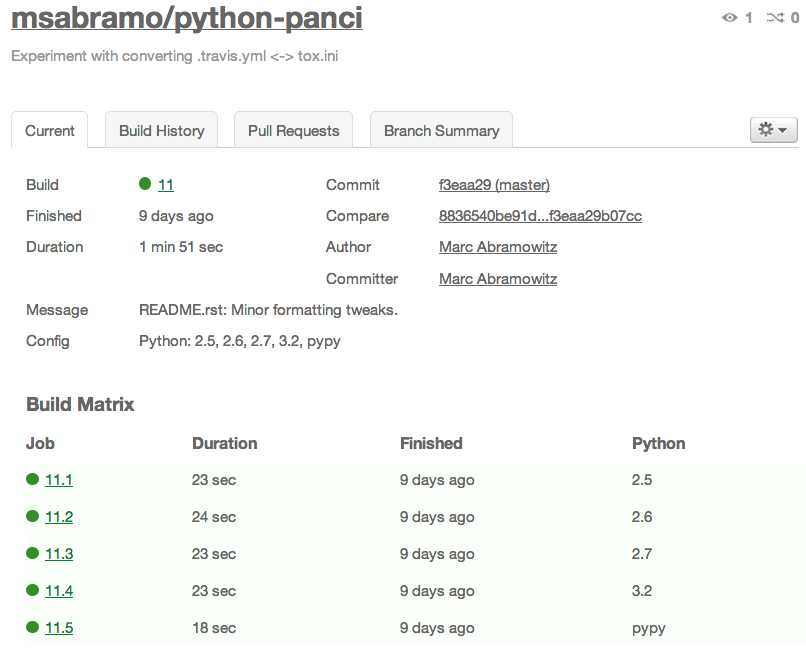 msabramo/python-panci 1 0
Experiment with converting .travis.yml <-> tox.ini
Current Build History Pull Requests Branch Summary
Build 11 Commit f3eaa29 (master)
Finished 9 days ago Compare 8836540be91d...f3eaa29b07cc
Duration 1 min 51 sec Author Marc Abramowitz
Committer Marc Abramowitz
Message README.rst: Minor formatting tweaks.
Config Python: 2.5, 2.6, 2.7, 3.2, pypy
Build Matrix
Job Duration Finished Python
11.1 23 sec 9 days ago 2.5
11.2 24 sec 9 days ago 2.6
11.3 23 sec 9 days ago 2.7
11.4 23 sec 9 days ago 3.2
11.5 18 sec 9 days ago pypy